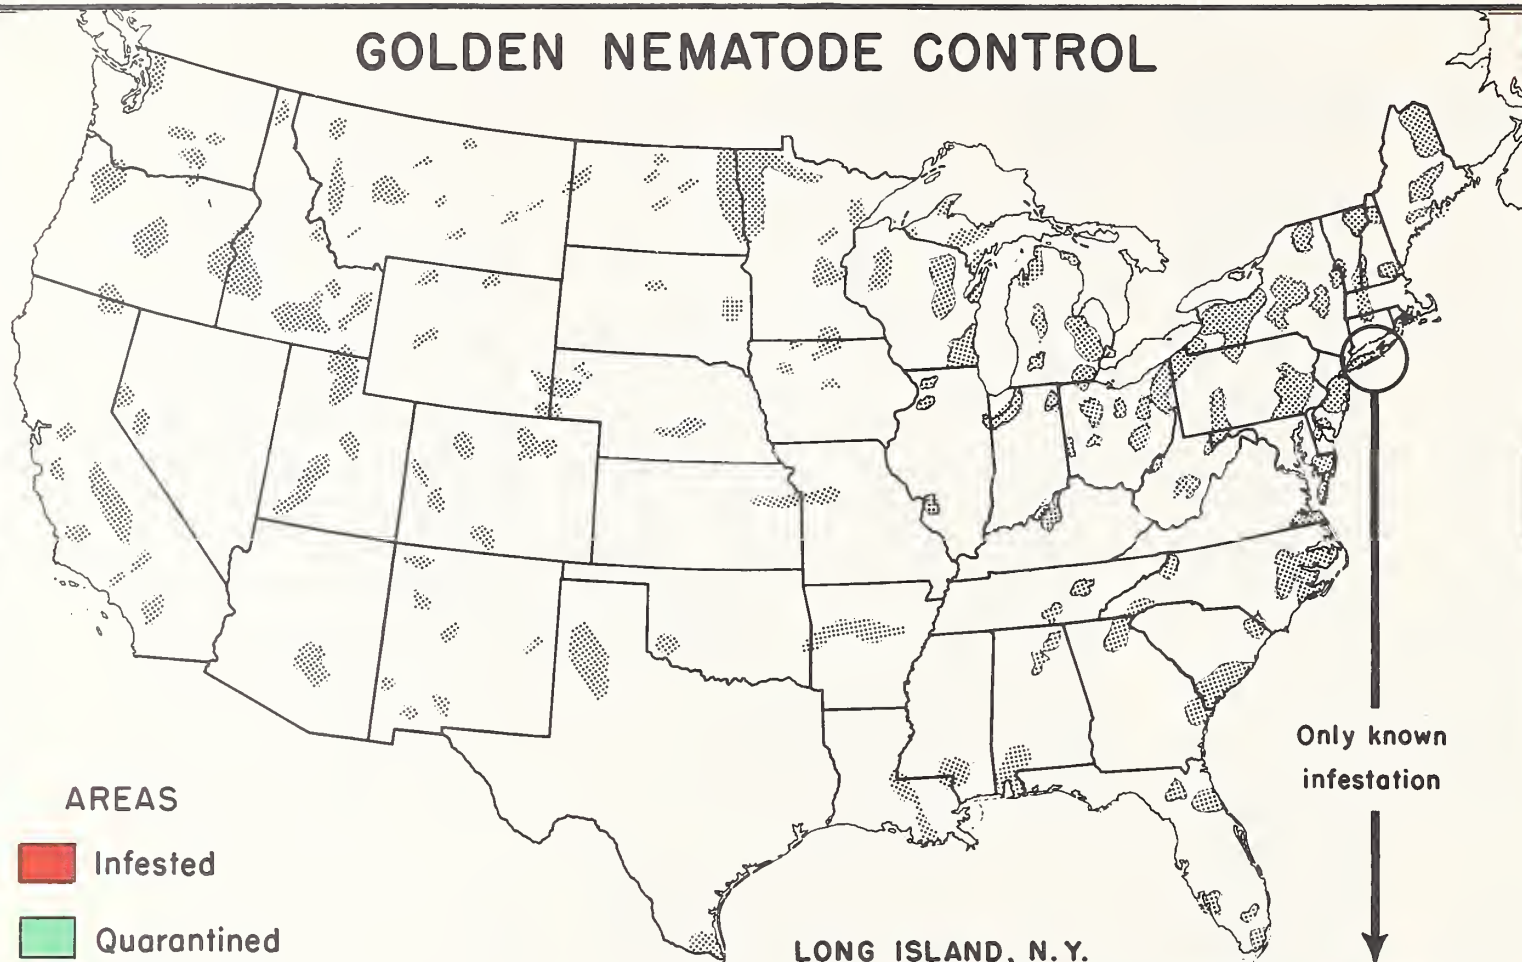 GOLDEN NEMATODE CONTROL
Only known
infestation
AREAS
Infested
Quarantined
LONG ISLAND, N.Y.